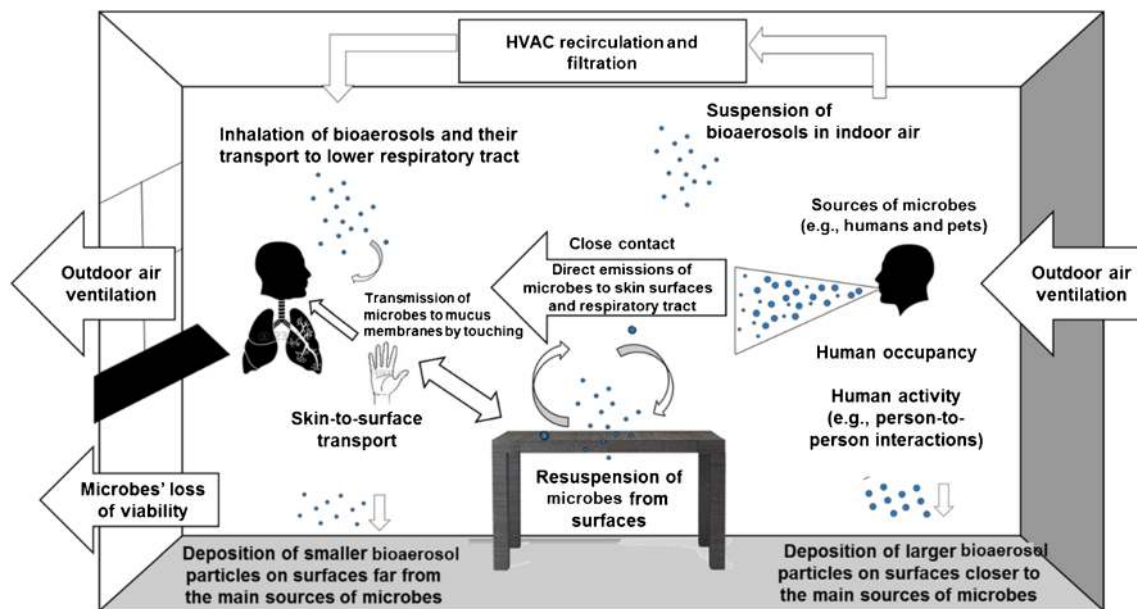 HVAC recirculation and
filtration
Suspension of
bioaerosols in indoor air
Inhalation of bioaerosols and their
transport to lower respiratory tract
Sources of microbes
(e.g., humans and pets)
Close contact
Direct emissions of
microbes to skin surfaces
and respiratory tract
Outdoor air
ventilation
Outdoor air
ventilation
Transmission of
microbes to mucus
membranes by touching
Human occupancy
Human activity
(e.g., person-to-
person interactions)
Skin-to-surface
transport
Resuspension of
microbes from
surfaces
Microbes' loss
of viability
Deposition of smaller bioaerosol
particles on surfaces far from
the main sources of microbes
Deposition of larger bioaerosol
particles on surfaces closer to
the main sources of microbes